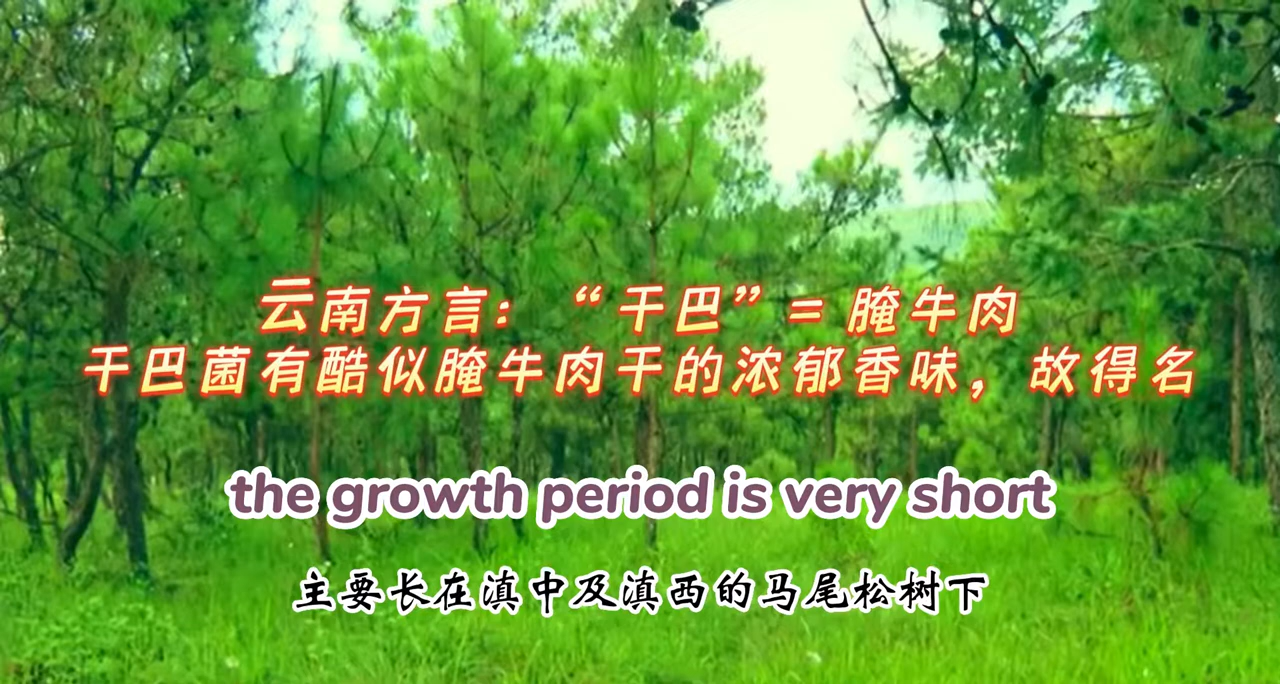 云南方言：“干巴”= 腌牛肉
干巴菌有酷似腌牛肉干的浓郁香味，故得名
the growth period is very short
主要长在滇中及滇西的马尾松树下